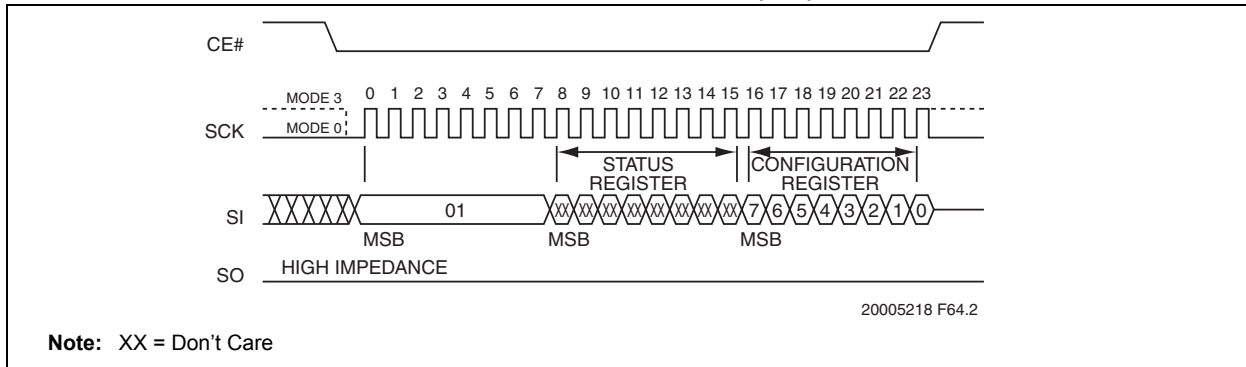 CE#
MODE 3 0 1 2 3 4 5 6 7 8 9 10 11 12 13 14 15 16 17 18 19 20 21 22 23
SCK MODE 0
STATUS REGISTER
CONFIGURATION REGISTER
SI 01 XX XX XX XX XX XX XX XX 7 6 5 4 3 2 1 0
MSB MSB MSB
SO HIGH IMPEDANCE
20005218 F64.2
Note: XX = Don't Care